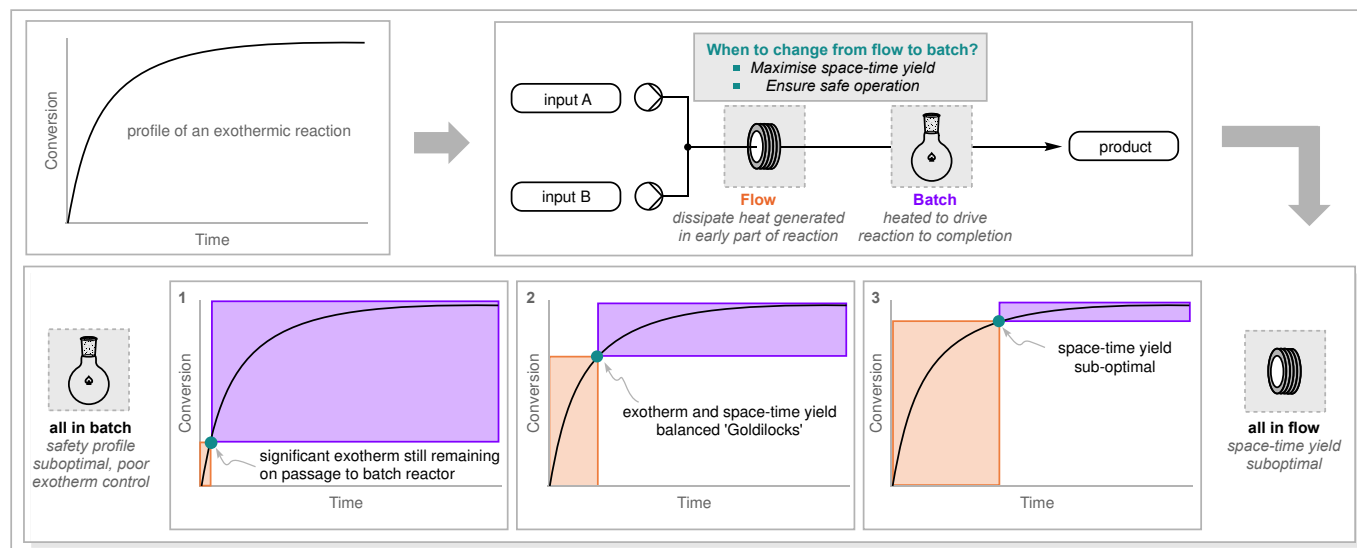 Conversion
profile of an exothermic reaction
Time
When to change from flow to batch?
Maximise space-time yield
Ensure safe operation
input A
input B
product
Flow
dissipate heat generated
in early part of reaction
Batch
heated to drive
reaction to completion
all in batch
safety profile
suboptimal, poor
exotherm control
1
Conversion
significant exotherm still remaining
on passage to batch reactor
Time
2
Conversion
exotherm and space-time yield
balanced 'Goldilocks'
Time
3
Conversion
space-time yield
sub-optimal
Time
all in flow
space-time yield
suboptimal